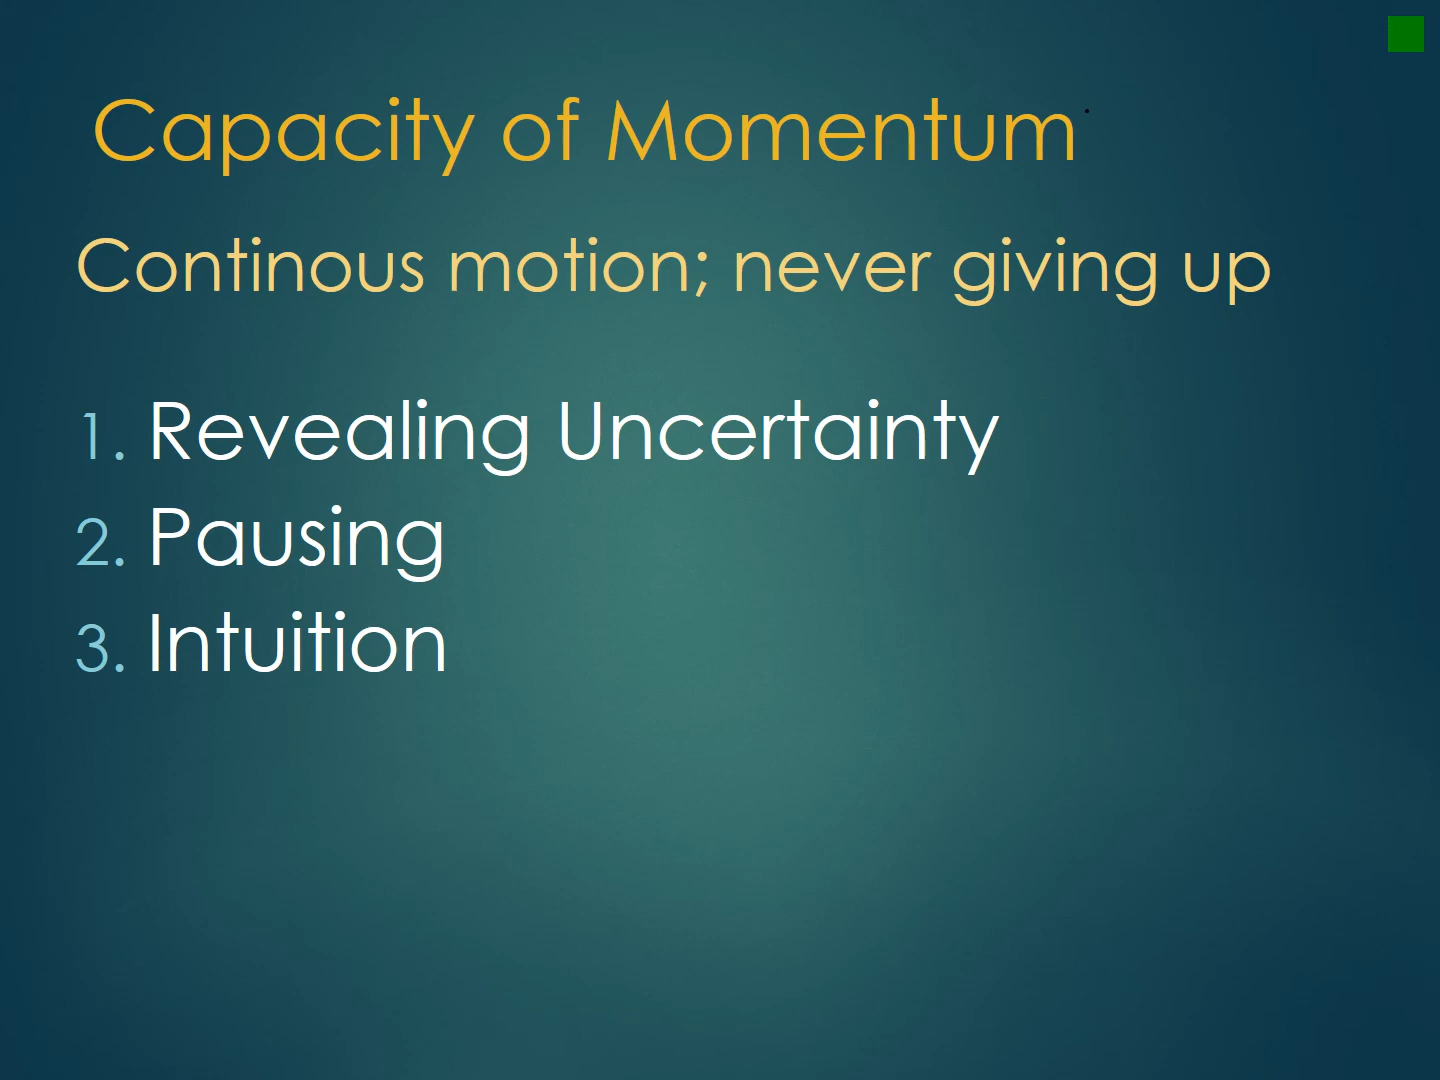 Capacity of Momentum
Continous motion; never giving up
1. Revealing Uncertainty
2. Pausing
3. Intuition